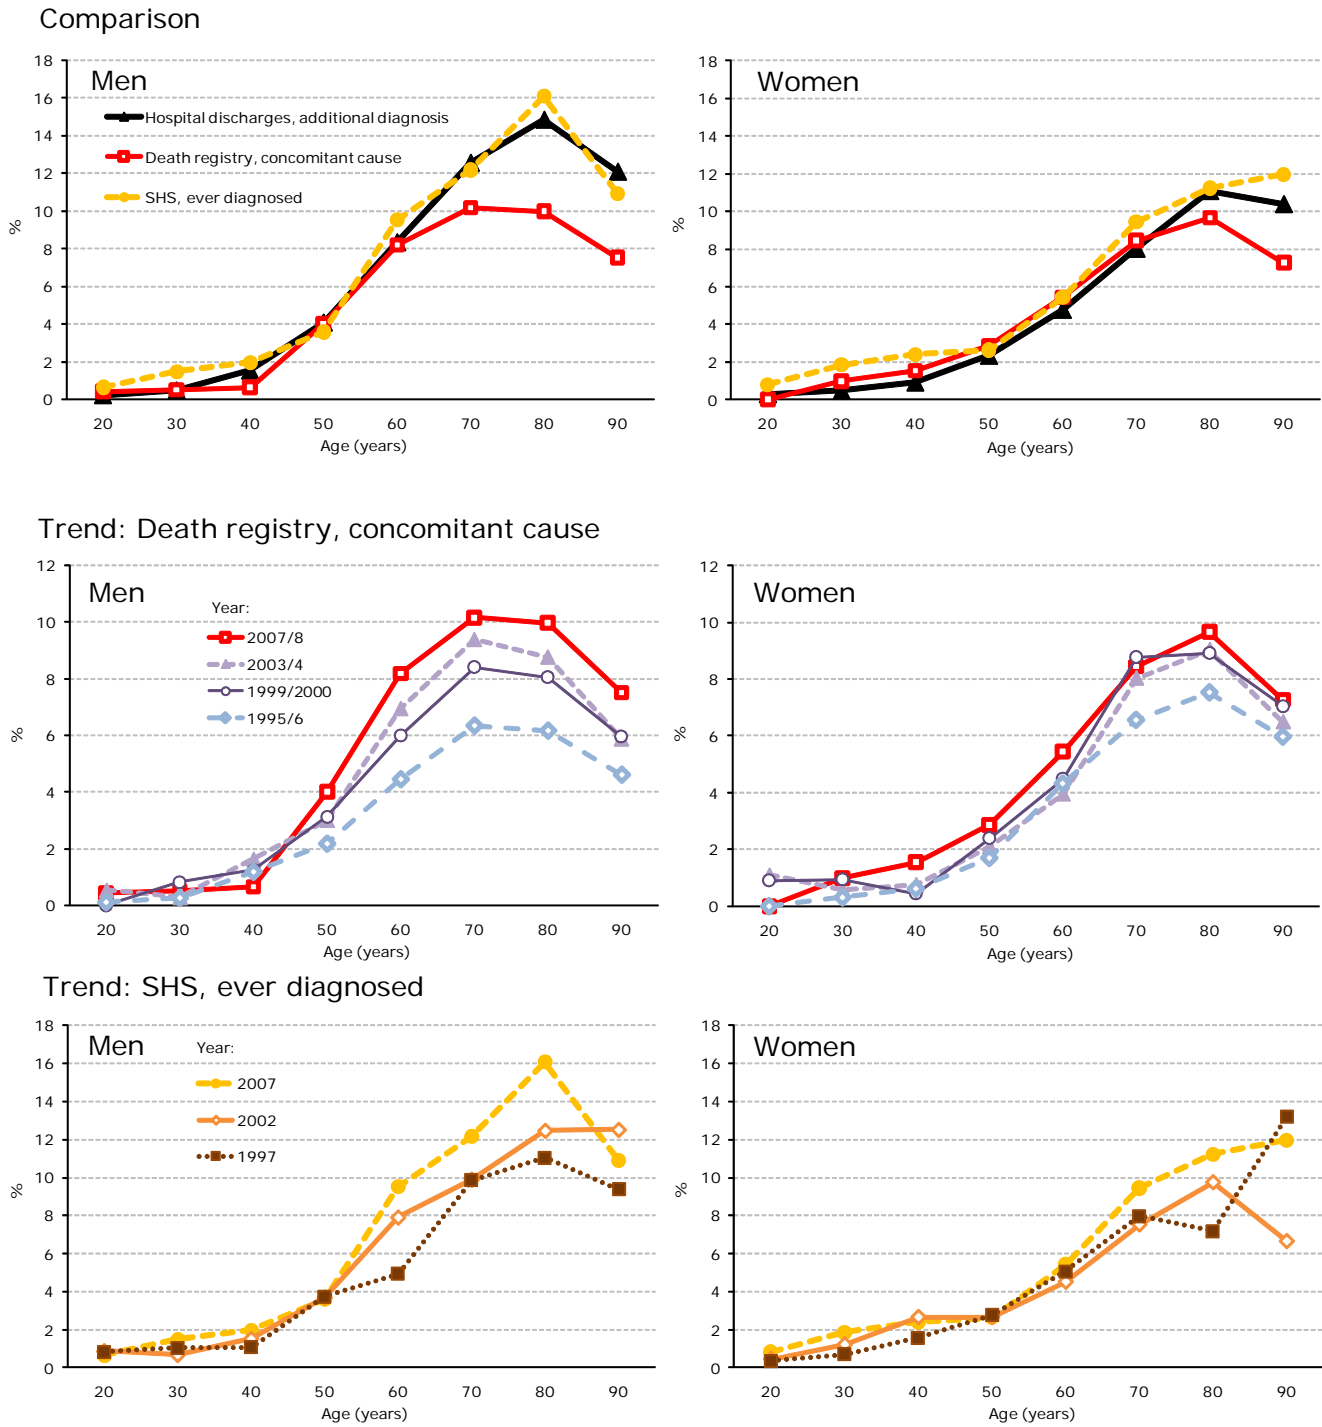 Comparison
Men
Hospital discharges, additional diagnosis
Death registry, concomitant cause
SHS, ever diagnosed
18
16
14
12
10
8
6
4
2
0
%
20 30 40 50 60 70 80 90
Age (years)
Women
18
16
14
12
10
8
6
4
2
0
%
20 30 40 50 60 70 80 90
Age (years)
Trend: Death registry, concomitant cause
Men
Year:
2007/8
2003/4
1999/2000
1995/6
12
10
8
6
4
2
0
%
20 30 40 50 60 70 80 90
Age (years)
Women
12
10
8
6
4
2
0
%
20 30 40 50 60 70 80 90
Age (years)
Trend: SHS, ever diagnosed
Men
Year:
2007
2002
1997
18
16
14
12
10
8
6
4
2
0
%
20 30 40 50 60 70 80 90
Age (years)
Women
18
16
14
12
10
8
6
4
2
0
%
20 30 40 50 60 70 80 90
Age (years)